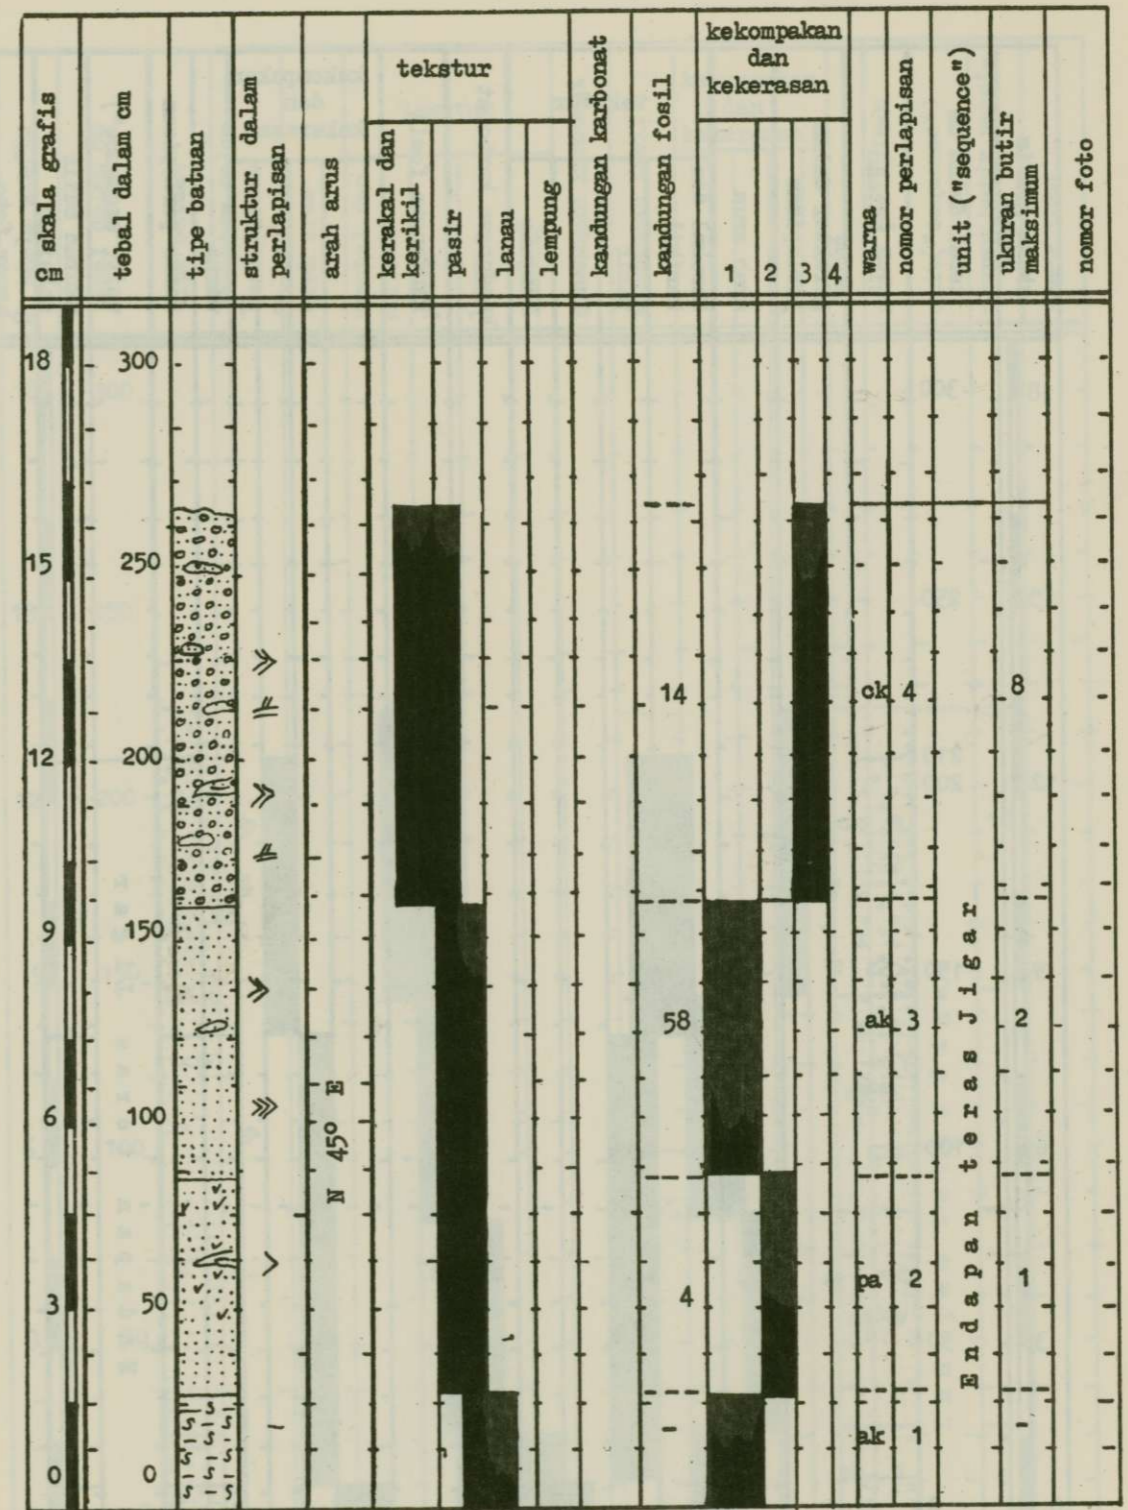 cm skala grafis
tebal dalam cm
tipe batuan
struktur dalam
perlapisan
arah arus
tekstur
kerakal dan
kerikil
pasir
lanau
lempung
kandungan karbonat
kandungan fosil
kekompakan
dan
kekerasan
1 2 3 4
warna
nomor perlapisan
unit ("sequence")
ukuran butir
maksimum
nomor foto
18 300
15 250
14 ck 4 8
12 200
9 150
58 ak 3 2
6 100
N 45° E
Endapan teras Jigar
4 pa 2 1
3 50
- ak 1 -
0 0